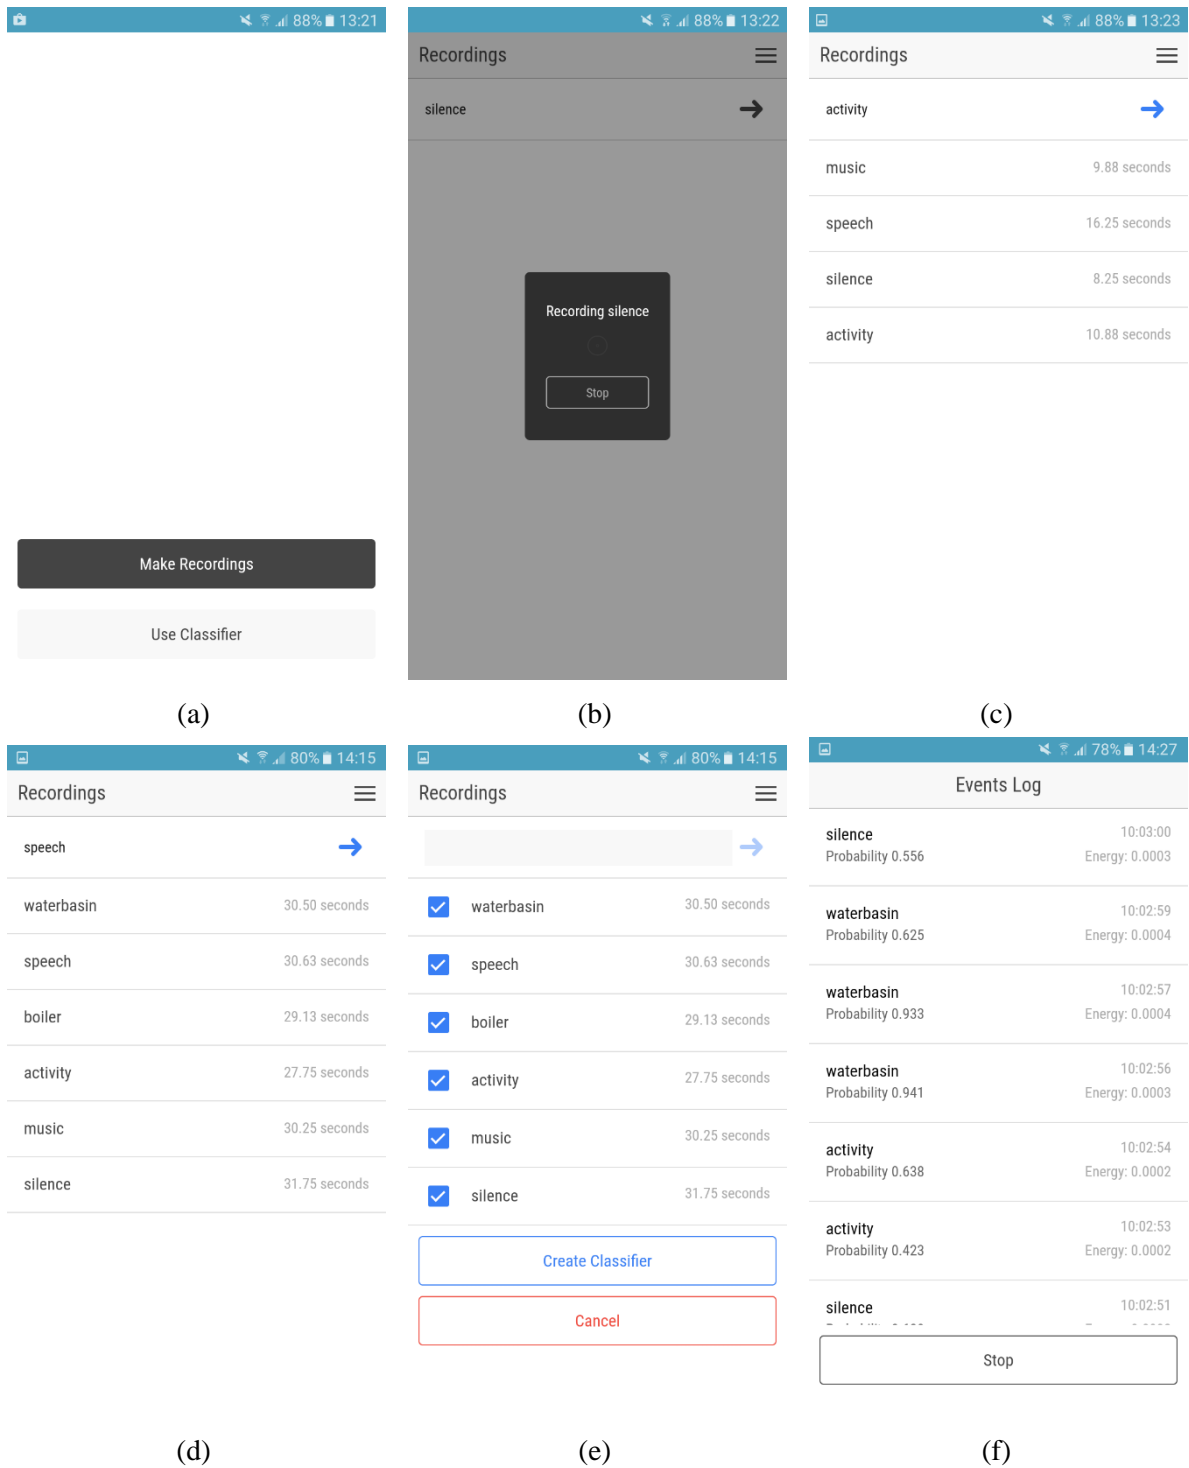 88% 13:21
Make Recordings
Use Classifier
(a)
88% 13:22
Recordings
silence
Recording silence
Stop
(b)
88% 13:23
Recordings
activity
music 9.88 seconds
speech 16.25 seconds
silence 8.25 seconds
activity 10.88 seconds
(c)
80% 14:15
Recordings
speech
waterbasin 30.50 seconds
speech 30.63 seconds
boiler 29.13 seconds
activity 27.75 seconds
music 30.25 seconds
silence 31.75 seconds
(d)
80% 14:15
Recordings
waterbasin 30.50 seconds
speech 30.63 seconds
boiler 29.13 seconds
activity 27.75 seconds
music 30.25 seconds
silence 31.75 seconds
Create Classifier
Cancel
(e)
78% 14:27
Events Log
silence 10:03:00
Probability 0.556 Energy: 0.0003
waterbasin 10:02:59
Probability 0.625 Energy: 0.0004
waterbasin 10:02:57
Probability 0.933 Energy: 0.0004
waterbasin 10:02:56
Probability 0.941 Energy: 0.0003
activity 10:02:54
Probability 0.638 Energy: 0.0002
activity 10:02:53
Probability 0.423 Energy: 0.0002
silence 10:02:51
Stop
(f)